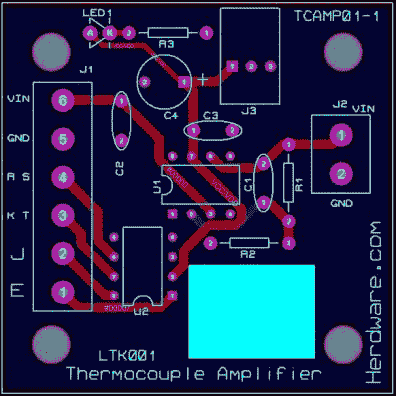 LED1
TCAMP01-1
A K J
R3
J1
J3
C4
C3
J2
VIN
VIN
6
1
1
GND
5
C2
2
R S
4
U1
C1
R1
GND
K T
3
R2
J
2
E
1
U2
LTK001
Thermocouple Amplifier
Herdware.COM